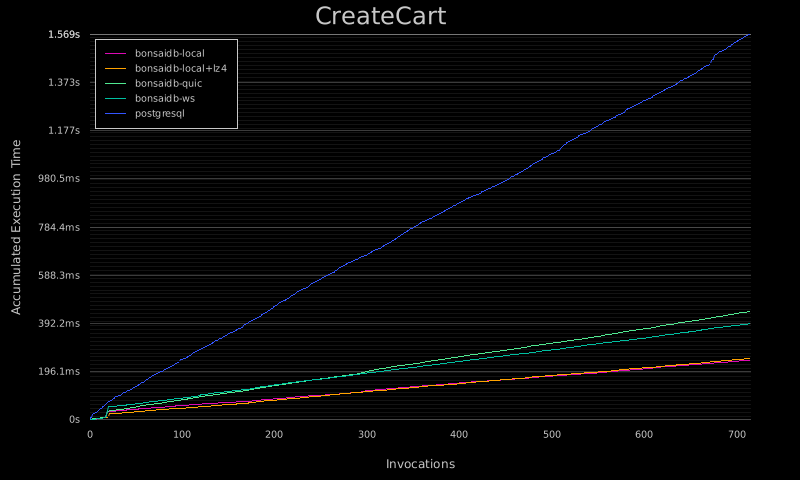 CreateCart
1.569s
1.373s
1.177s
980.5ms
784.4ms
588.3ms
392.2ms
196.1ms
0s
bonsaidb-local
bonsaidb-local+lz4
bonsaidb-quic
bonsaidb-ws
postgresql
Accumulated Execution Time
0 100 200 300 400 500 600 700
Invocations